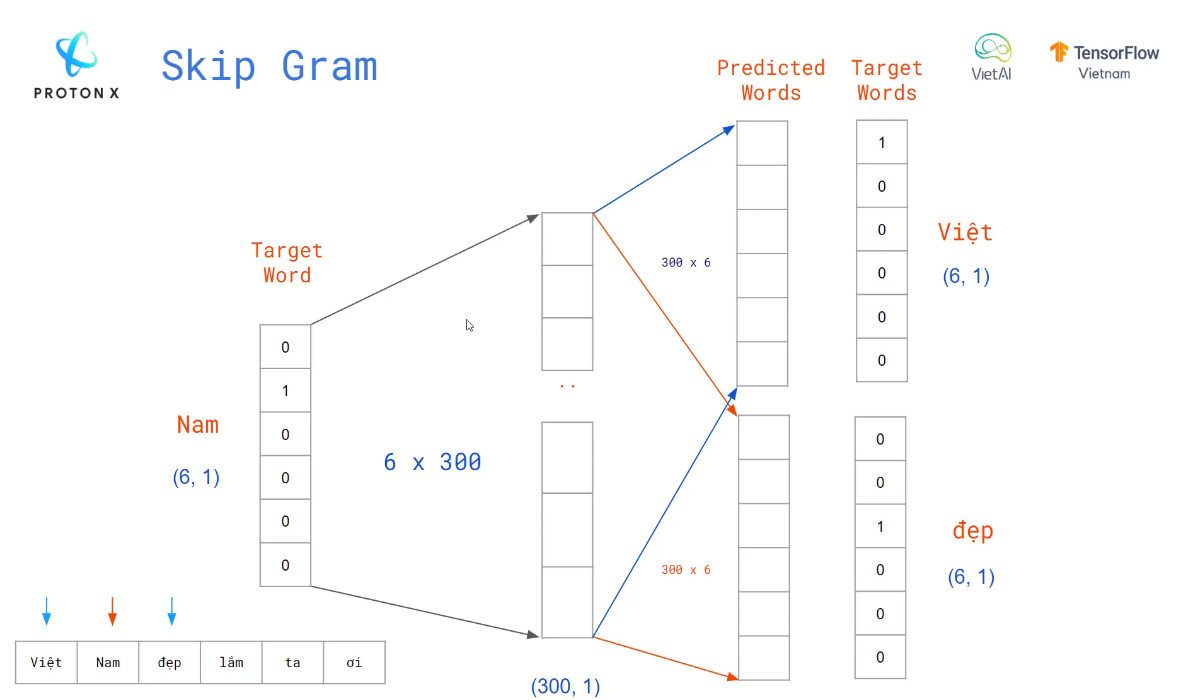 PROTON X
Skip Gram
VietAI
TensorFlow
Vietnam
Predicted
Words
Target
Words
1
0
0
0
0
0
Việt
(6, 1)
300 x 6
Target
Word
0
1
0
0
0
0
Nam
(6, 1)
6 x 300
..
300 x 6
0
0
1
0
0
0
đẹp
(6, 1)
Việt Nam đẹp lắm ta ơi
(300, 1)